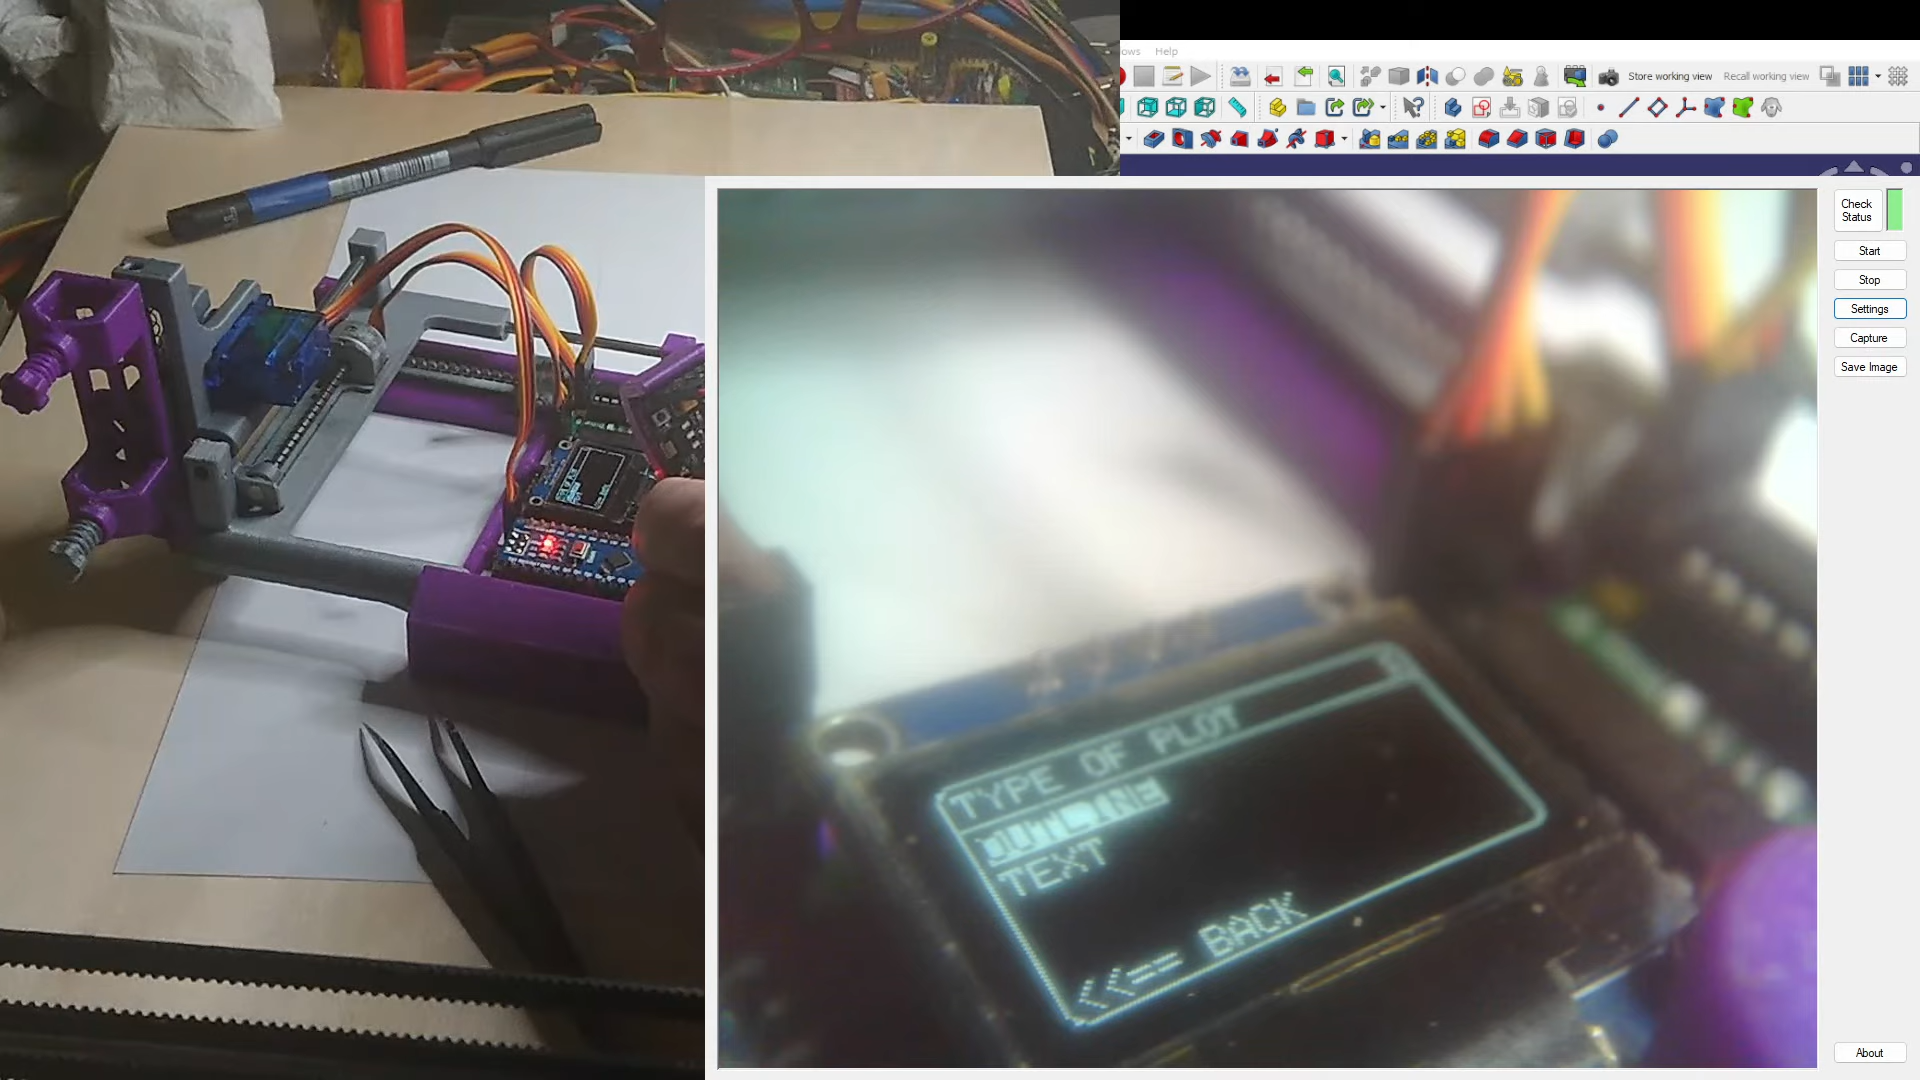 ows Help
Store working view Recall working view
Check
Status
Start
Stop
Settings
Capture
Save Image
TYPE OF PLOT
OUTLINE
TEXT
<<== BACK
About